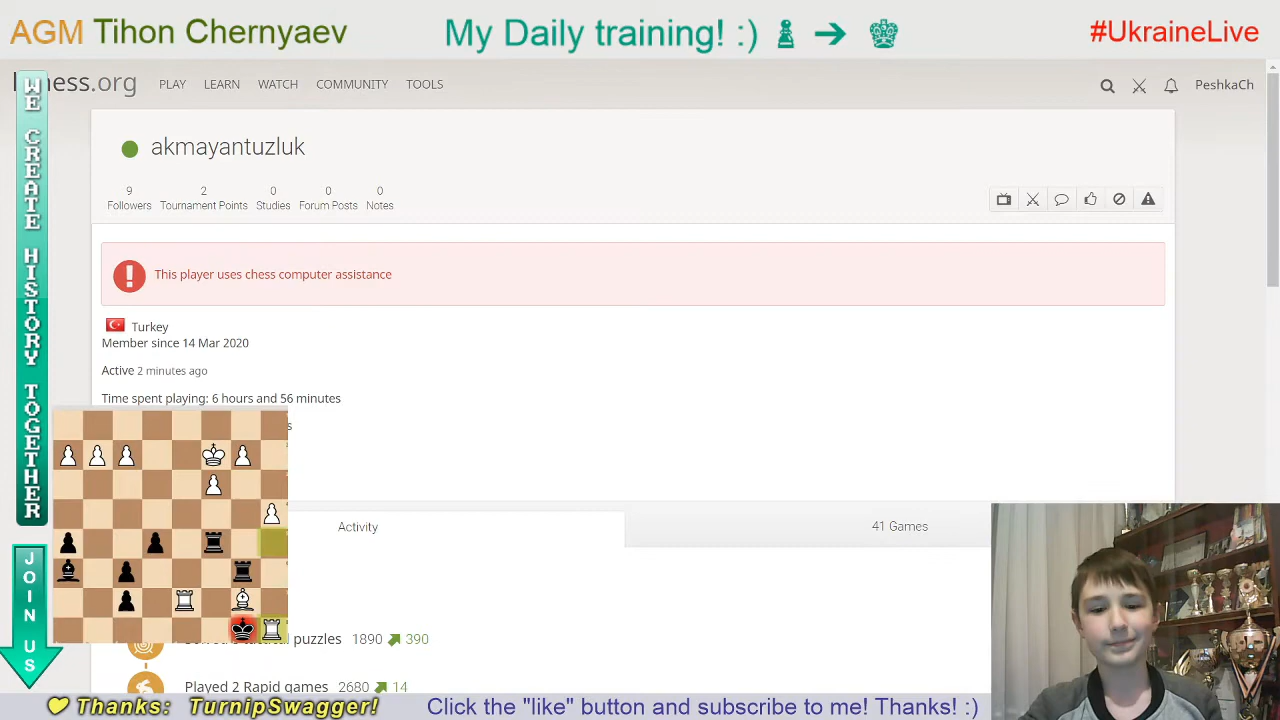 AGM Tihon Chernyaev
My Daily training! :)
#UkraineLive
WE CREATE HISTORY TOGETHER
JOIN US
ess.org
PLAY
LEARN
WATCH
COMMUNITY
TOOLS
PeshkaCh
akmayantuzluk
9
Followers
2
Tournament Points
0
Studies
0
Forum Posts
0
Notes
This player uses chess computer assistance
Turkey
Member since 14 Mar 2020
Active 2 minutes ago
Time spent playing: 6 hours and 56 minutes
s
Activity
41 Games
puzzles 1890 390
Played 2 Rapid games 2680 14
Thanks: TurnipSwagger!
Click the "like" button and subscribe to me! Thanks! :)